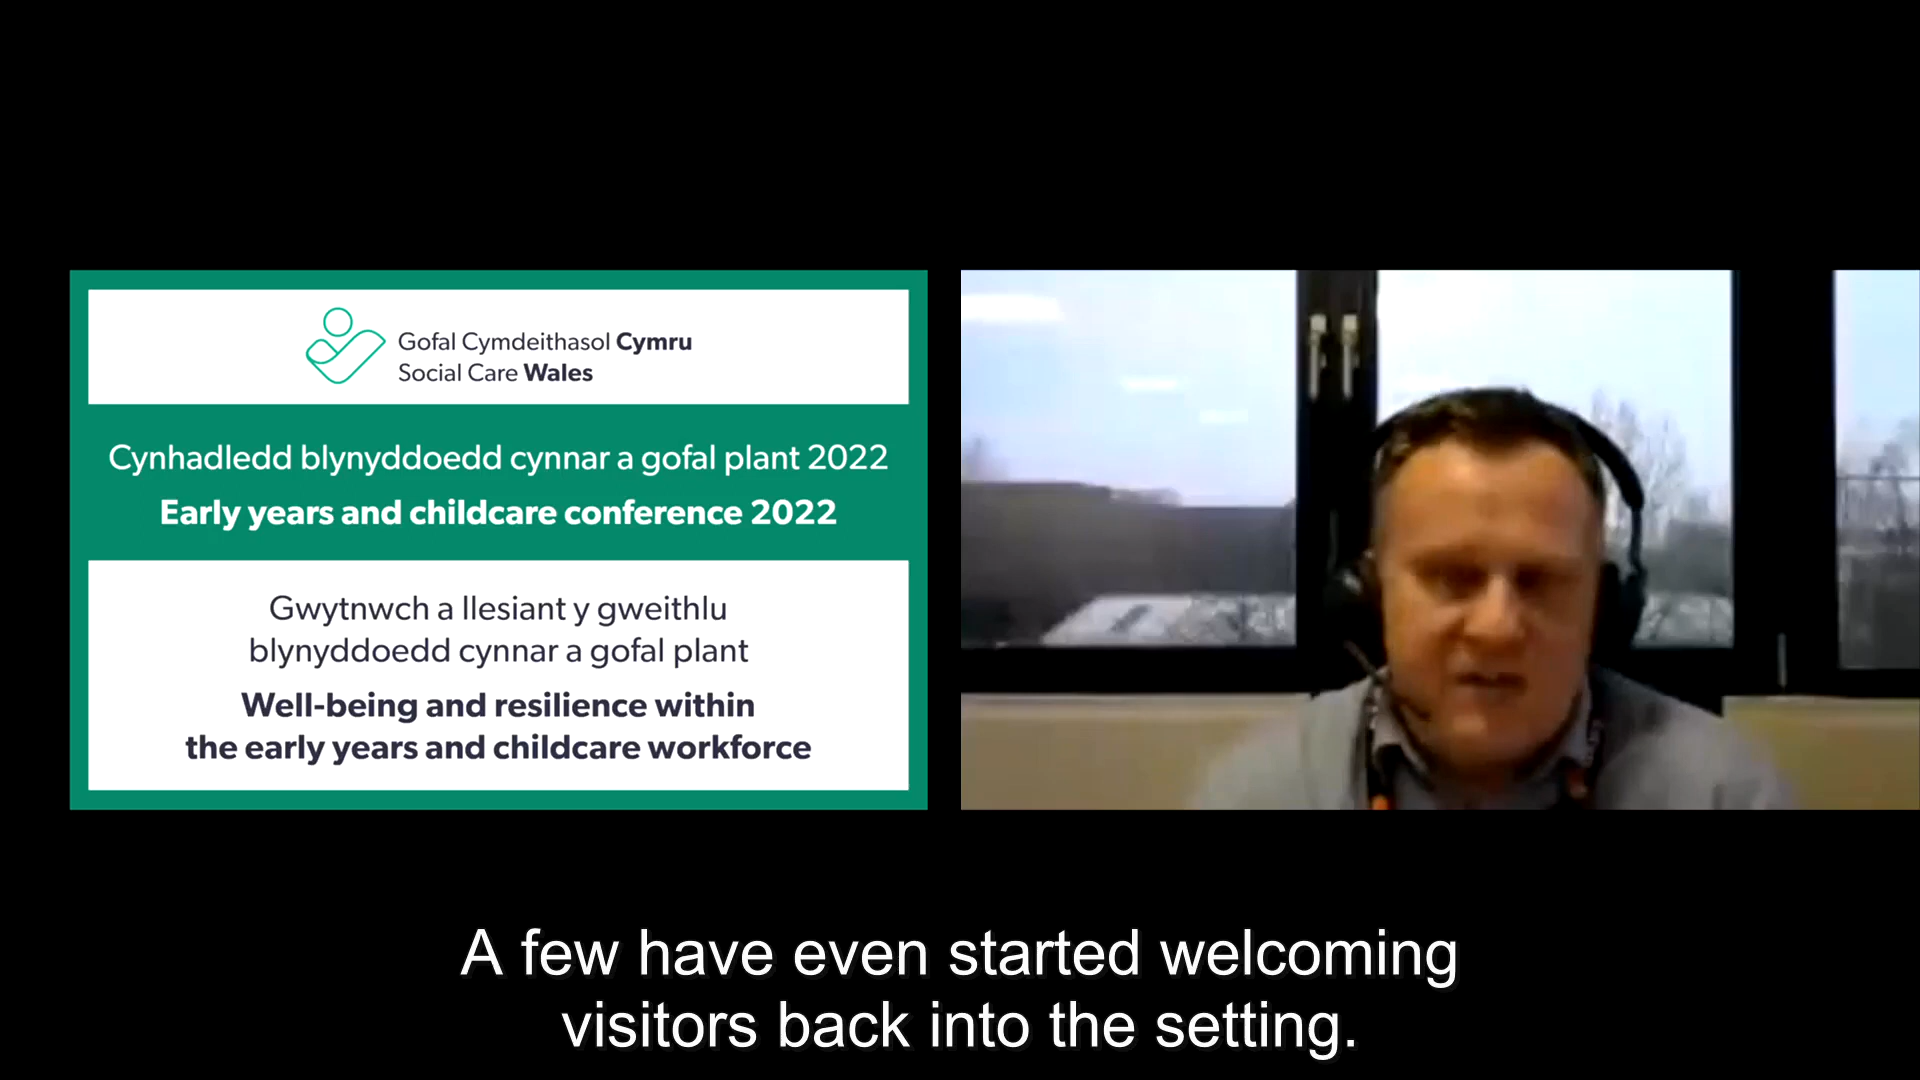 Gofal Cymdeithasol Cymru
Social Care Wales
Cynhadledd blynyddoedd cynnar a gofal plant 2022
Early years and childcare conference 2022
Gwytnwch a llesiant y gweithlu
blynyddoedd cynnar a gofal plant
Well-being and resilience within
the early years and childcare workforce
A few have even started welcoming
visitors back into the setting.